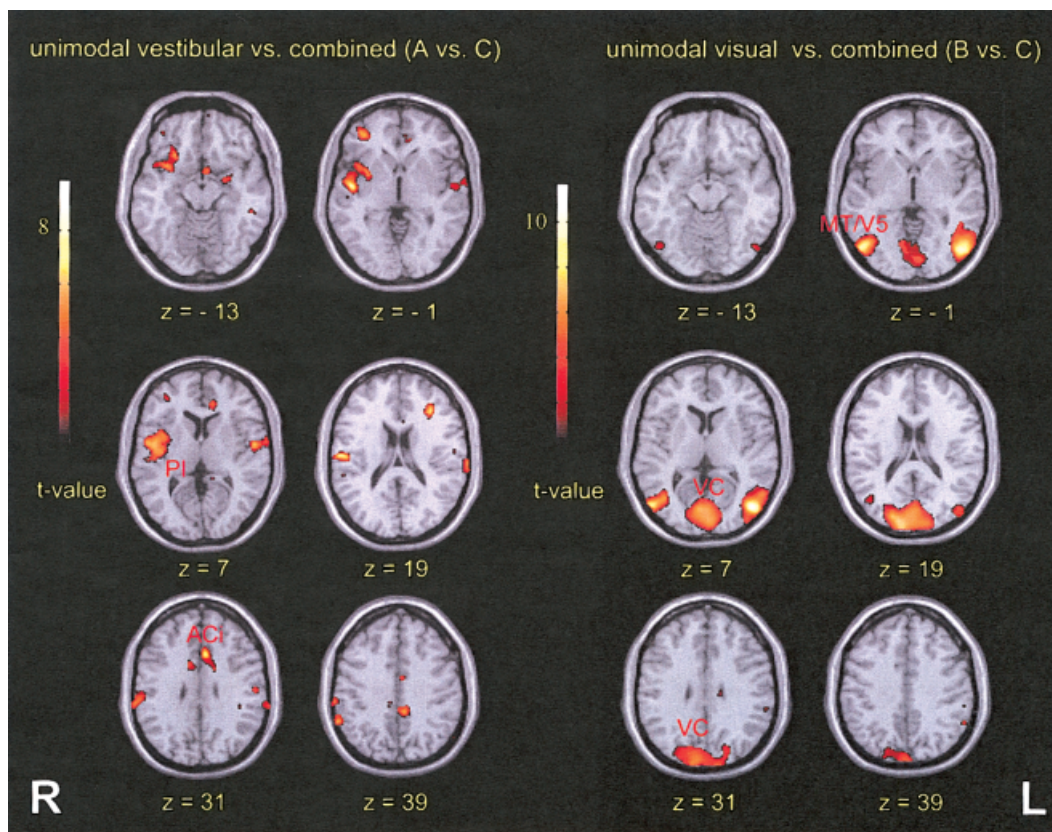 unimodal vestibular vs. combined (A vs. C)
unimodal visual vs. combined (B vs. C)
8
t-value
z = - 13
z = - 1
PI
z = 7
z = 19
ACi
z = 31
z = 39
R
10
t-value
z = - 13
MT/V5
z = - 1
VC
z = 7
z = 19
VC
z = 31
z = 39
L